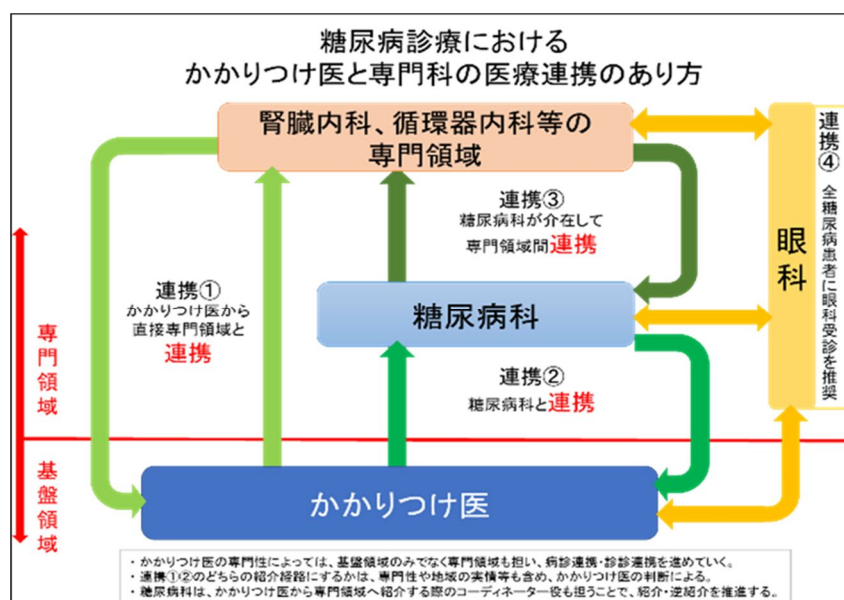 糖尿病診療における
かかりつけ医と専門科の医療連携のあり方
腎臓内科、循環器内科等の
専門領域
連携③
糖尿病科が介在して
専門領域間連携
連携①
かかりつけ医から
直接専門領域と
連携
糖尿病科
連携②
糖尿病科と連携
眼科
連携④ 全糖尿病患者に眼科受診を推奨
専門領域
基盤領域
かかりつけ医
・かかりつけ医の専門性によっては、基盤領域のみでなく専門領域も担い、病診連携・診診連携を進めていく。
・連携①②のどちらの紹介経路にするかは、専門性や地域の実情等も含め、かかりつけ医の判断による。
・糖尿病科は、かかりつけ医から専門領域へ紹介する際のコーディネーター役も担うことで、紹介・逆紹介を推進する。